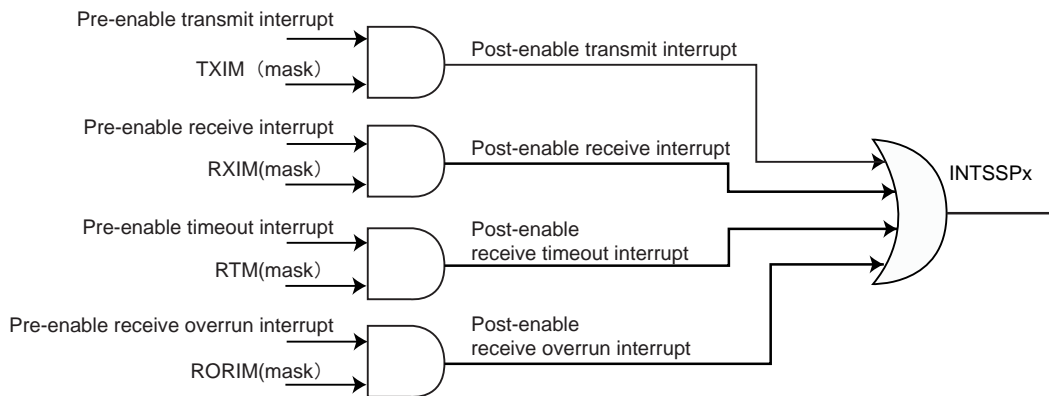 Pre-enable transmit interrupt
TXIM（mask）
Post-enable transmit interrupt
Pre-enable receive interrupt
RXIM(mask）
Post-enable receive interrupt
INTSSPx
Pre-enable timeout interrupt
RTM(mask）
Post-enable
receive timeout interrupt
Pre-enable receive overrun interrupt
RORIM(mask）
Post-enable
receive overrun interrupt